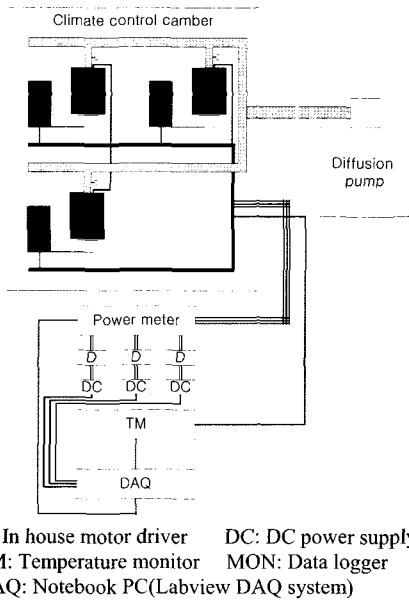 Climate control camber
Diffusion
pump
Power meter
D D D
DC DC DC
TM
DAQ
In house motor driver DC: DC power supply
M: Temperature monitor MON: Data logger
AQ: Notebook PC(Labview DAQ system)